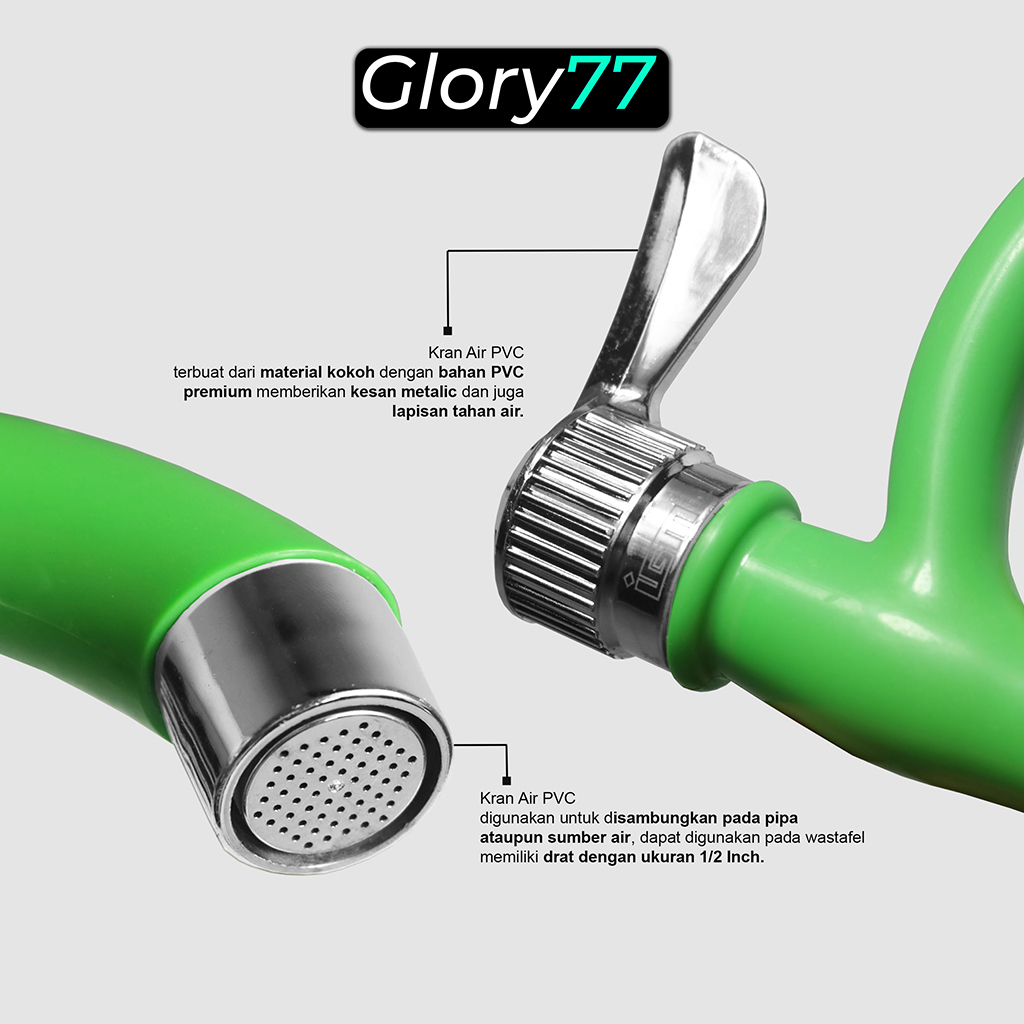 Glory77
Kran Air PVC
terbuat dari material kokoh dengan bahan PVC
premium memberikan kesan metalic dan juga
lapisan tahan air.
Kran Air PVC
digunakan untuk disambungkan pada pipa
ataupun sumber air, dapat digunakan pada wastafel
memiliki drat dengan ukuran 1/2 Inch.